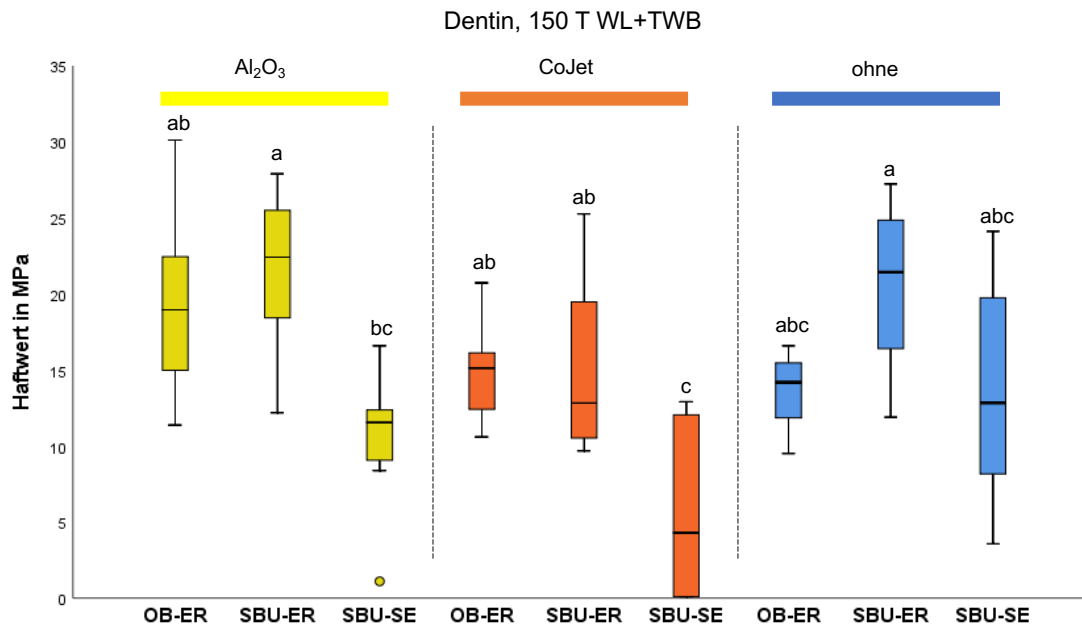 Dentin, 150 T WL+TWB
Al₂O₃ CoJet ohne
Haftwert in MPa
35
30
25
20
15
10
5
0
ab a bc ab ab c abc a abc
OB-ER SBU-ER SBU-SE OB-ER SBU-ER SBU-SE OB-ER SBU-ER SBU-SE